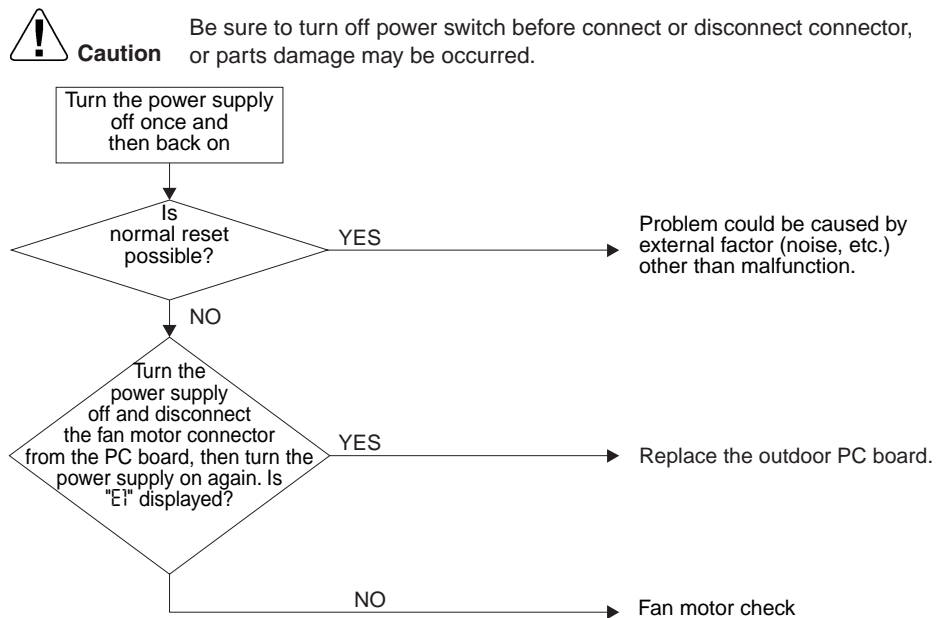 Be sure to turn off power switch before connect or disconnect connector,
Caution or parts damage may be occurred.
Turn the power supply
off once and
then back on
Is
normal reset
possible?
YES
Problem could be caused by
external factor (noise, etc.)
other than malfunction.
NO
Turn the
power supply
off and disconnect
the fan motor connector
from the PC board, then turn the
power supply on again. Is
"E1" displayed?
YES
Replace the outdoor PC board.
NO
Fan motor check